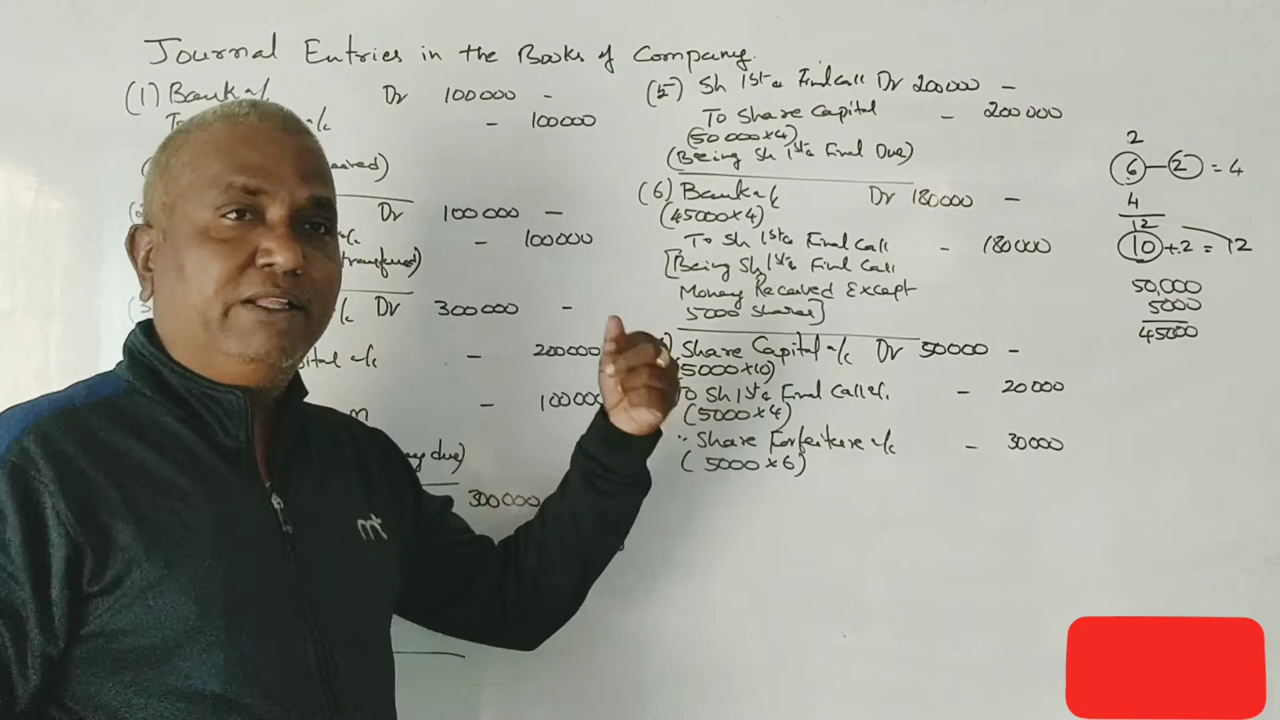 Journal Entries in the Books of Company.
(1) Bank a/c Dr 100000 -
- 100000
Dr 100000 -
- 100000
transferred)
Dr 300000 -
a/c - 200000
- 100000
due)
300000
(5) Sh 1st & Final Call Dr 200000 -
To Share Capital - 200000
(50000×4)
(Being Sh 1st & Final Due)
(6) Bank a/c Dr 180000 -
(45000×4)
To Sh 1st & Final Call - 180000
[Being Sh 1st & Final Call
Money Received Except
5000 Shares]
Share Capital a/c Dr 50000 -
(5000×10)
To Sh 1st & Final Call a/c. - 20000
(5000×4)
" Share Forfeiture a/c - 30000
(5000×6)
2
6 - 2 = 4
4
12
10 + 2 = 12
50,000
5000
45000
mt